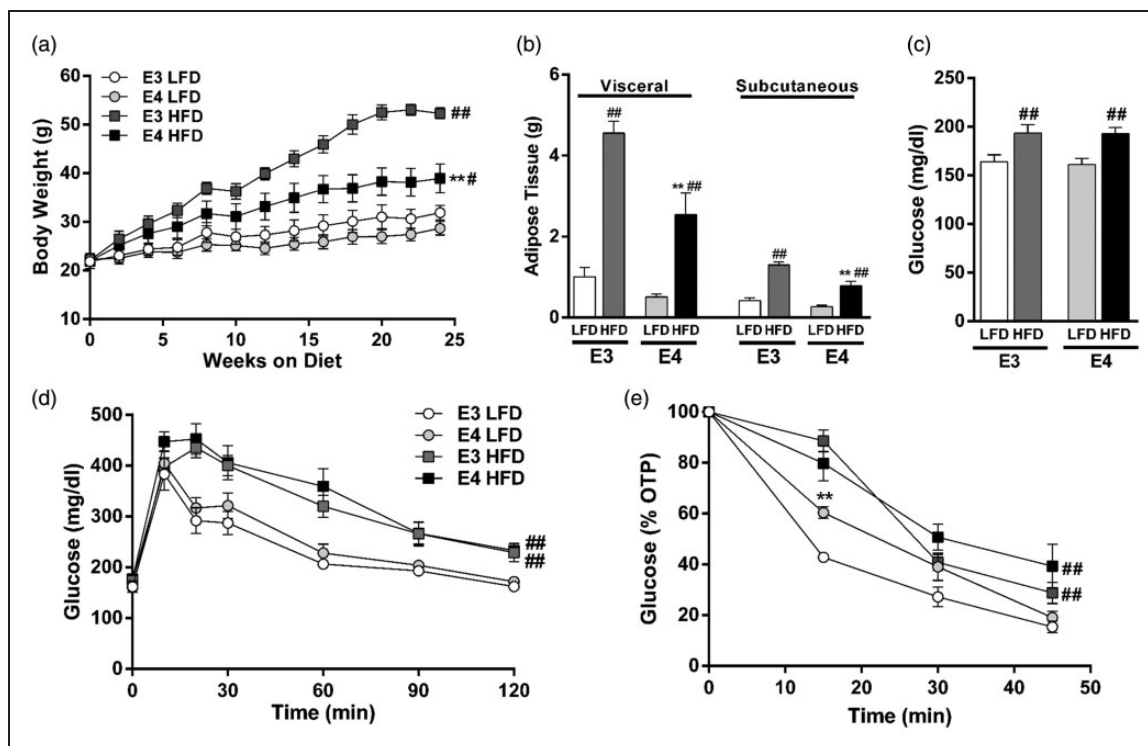 (a)
60
50
40
30
20
10
Body Weight (g)
E3 LFD
E4 LFD
E3 HFD
E4 HFD
##
**#
0 5 10 15 20 25
Weeks on Diet
(b)
Visceral Subcutaneous
6
4
2
0
Adipose Tissue (g)
##
** ##
##
** ##
LFD HFD LFD HFD LFD HFD LFD HFD
E3 E4 E3 E4
(c)
250
200
150
100
50
0
Glucose (mg/dl)
## ##
LFD HFD LFD HFD
E3 E4
(d)
500
400
300
200
100
0
Glucose (mg/dl)
E3 LFD
E4 LFD
E3 HFD
E4 HFD
##
##
0 30 60 90 120
Time (min)
(e)
100
80
60
40
20
0
Glucose (% OTP)
**
##
##
0 10 20 30 40 50
Time (min)